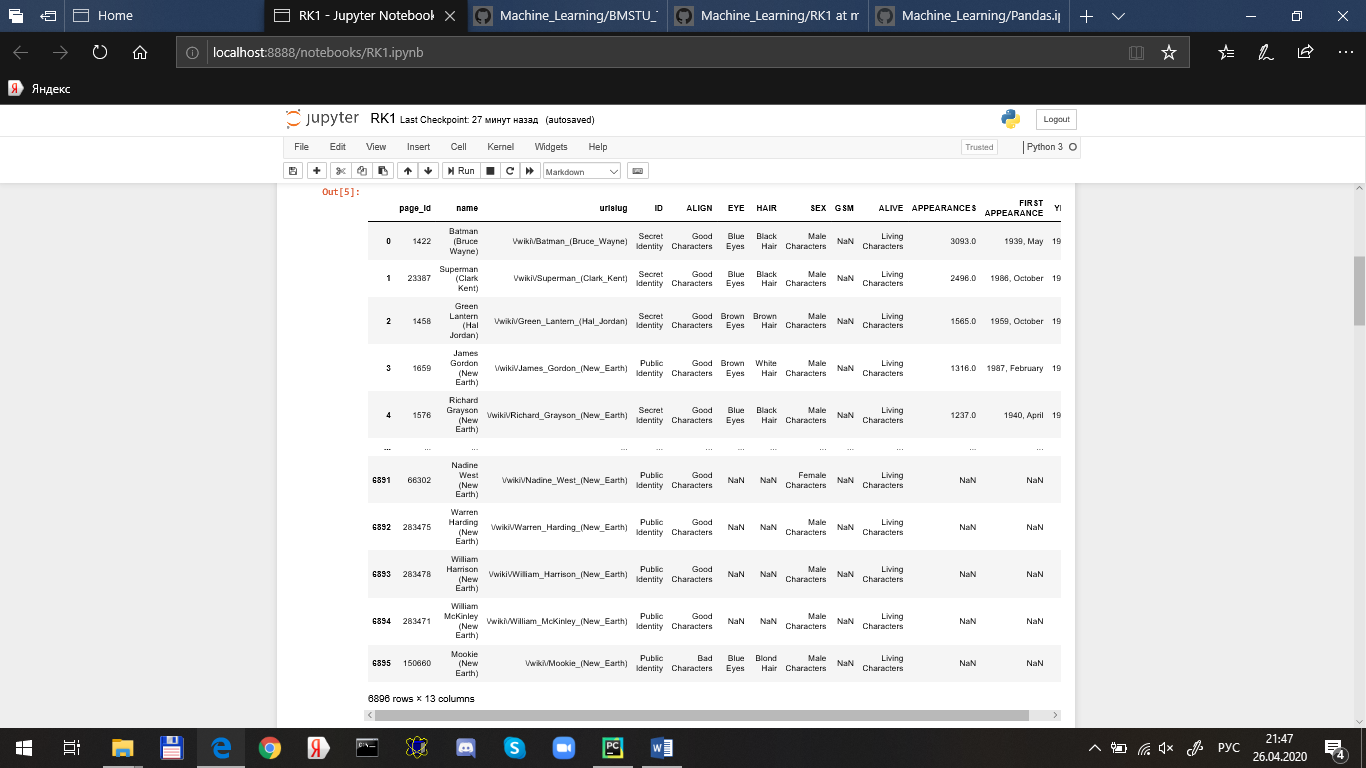 Home
RK1 - Jupyter Notebook
Machine_Learning/BMSTU_
Machine_Learning/RK1 at m
Machine_Learning/Pandas.ip
localhost:8888/notebooks/RK1.ipynb
Яндекс
jupyter RK1 Last Checkpoint: 27 минут назад (autosaved)
Logout
File Edit View Insert Cell Kernel Widgets Help
Trusted
Python 3
Run
Markdown
Out[5]:
page_id name urlslug ID ALIGN EYE HAIR SEX GSM ALIVE APPEARANCES FIRST APPEARANCE
0 1422 Batman (Bruce Wayne) \/wiki\/Batman_(Bruce_Wayne) Secret Identity Good Characters Blue Eyes Black Hair Male Characters NaN Living Characters 3093.0 1939, May 19
1 23387 Superman (Clark Kent) \/wiki\/Superman_(Clark_Kent) Secret Identity Good Characters Blue Eyes Black Hair Male Characters NaN Living Characters 2496.0 1986, October 19
2 1458 Green Lantern (Hal Jordan) \/wiki\/Green_Lantern_(Hal_Jordan) Secret Identity Good Characters Brown Eyes Brown Hair Male Characters NaN Living Characters 1565.0 1959, October 19
3 1659 James Gordon (New Earth) \/wiki\/James_Gordon_(New_Earth) Public Identity Good Characters Brown Eyes White Hair Male Characters NaN Living Characters 1316.0 1987, February 19
4 1576 Richard Grayson (New Earth) \/wiki\/Richard_Grayson_(New_Earth) Secret Identity Good Characters Blue Eyes Black Hair Male Characters NaN Living Characters 1237.0 1940, April 19
... ... ... ... ... ... ... ... ... ... ... ... ...
6891 66302 Nadine West (New Earth) \/wiki\/Nadine_West_(New_Earth) Public Identity Good Characters NaN NaN Female Characters NaN Living Characters NaN NaN
6892 283475 Warren Harding (New Earth) \/wiki\/Warren_Harding_(New_Earth) Public Identity Good Characters NaN NaN Male Characters NaN Living Characters NaN NaN
6893 283478 William Harrison (New Earth) \/wiki\/William_Harrison_(New_Earth) Public Identity Good Characters NaN NaN Male Characters NaN Living Characters NaN NaN
6894 283471 William McKinley (New Earth) \/wiki\/William_McKinley_(New_Earth) Public Identity Good Characters NaN NaN Male Characters NaN Living Characters NaN NaN
6895 150660 Mookie (New Earth) \/wiki\/Mookie_(New_Earth) Public Identity Bad Characters Blue Eyes Blond Hair Male Characters NaN Living Characters NaN NaN
6896 rows × 13 columns
РУС
21:47
26.04.2020
4